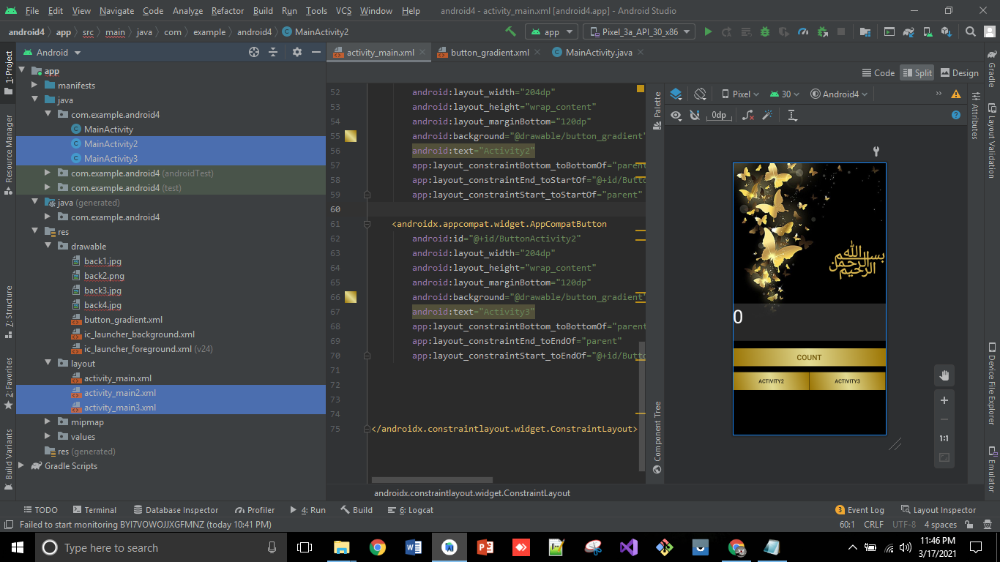 File Edit View Navigate Code Analyze Refactor Build Run Tools VCS Window Help android4 - activity_main.xml [android4.app] - Android Studio
android4 app src main java com example android4 MainActivity2 app Pixel_3a_API_30_x86
1: Project
Resource Manager
7: Structure
2: Favorites
Build Variants
Android
app
manifests
java
com.example.android4
MainActivity
MainActivity2
MainActivity3
com.example.android4 (androidTest)
com.example.android4 (test)
java (generated)
com.example.android4
res
drawable
back1.jpg
back2.png
back3.jpg
back4.jpg
button_gradient.xml
ic_launcher_background.xml
ic_launcher_foreground.xml (v24)
layout
activity_main.xml
activity_main2.xml
activity_main3.xml
mipmap
values
res (generated)
Gradle Scripts
activity_main.xml button_gradient.xml MainActivity.java
Code Split Design
52 android:layout_width="204dp"
53 android:layout_height="wrap_content"
54 android:layout_marginBottom="120dp"
55 android:background="@drawable/button_gradient"
56 android:text="Activity2"
57 app:layout_constraintBottom_toBottomOf="parent
58 app:layout_constraintEnd_toStartOf="@+id/Butto
59 app:layout_constraintStart_toStartOf="parent"
60
61 <androidx.appcompat.widget.AppCompatButton
62 android:id="@+id/ButtonActivity2"
63 android:layout_width="204dp"
64 android:layout_height="wrap_content"
65 android:layout_marginBottom="120dp"
66 android:background="@drawable/button_gradient"
67 android:text="Activity3"
68 app:layout_constraintBottom_toBottomOf="parent
69 app:layout_constraintEnd_toEndOf="parent"
70 app:layout_constraintStart_toEndOf="@+id/Butto
71
72
73
74
75 </androidx.constraintlayout.widget.ConstraintLayout>
androidx.constraintlayout.widget.ConstraintLayout
Palette
Component Tree
Pixel 30 Android4
0dp
بسم الله
الرحمن
الرحيم
0
COUNT
ACTIVITY2 ACTIVITY3
1:1
Attributes
Gradle
Layout Validation
Device File Explorer
Emulator
TODO Terminal Database Inspector Profiler 4: Run Build 6: Logcat 3 Event Log Layout Inspector
Failed to start monitoring BYI7VOWOJJXGFMNZ (today 10:41 PM) 60:1 CRLF UTF-8 4 spaces
Type here to search
11:46 PM
3/17/2021